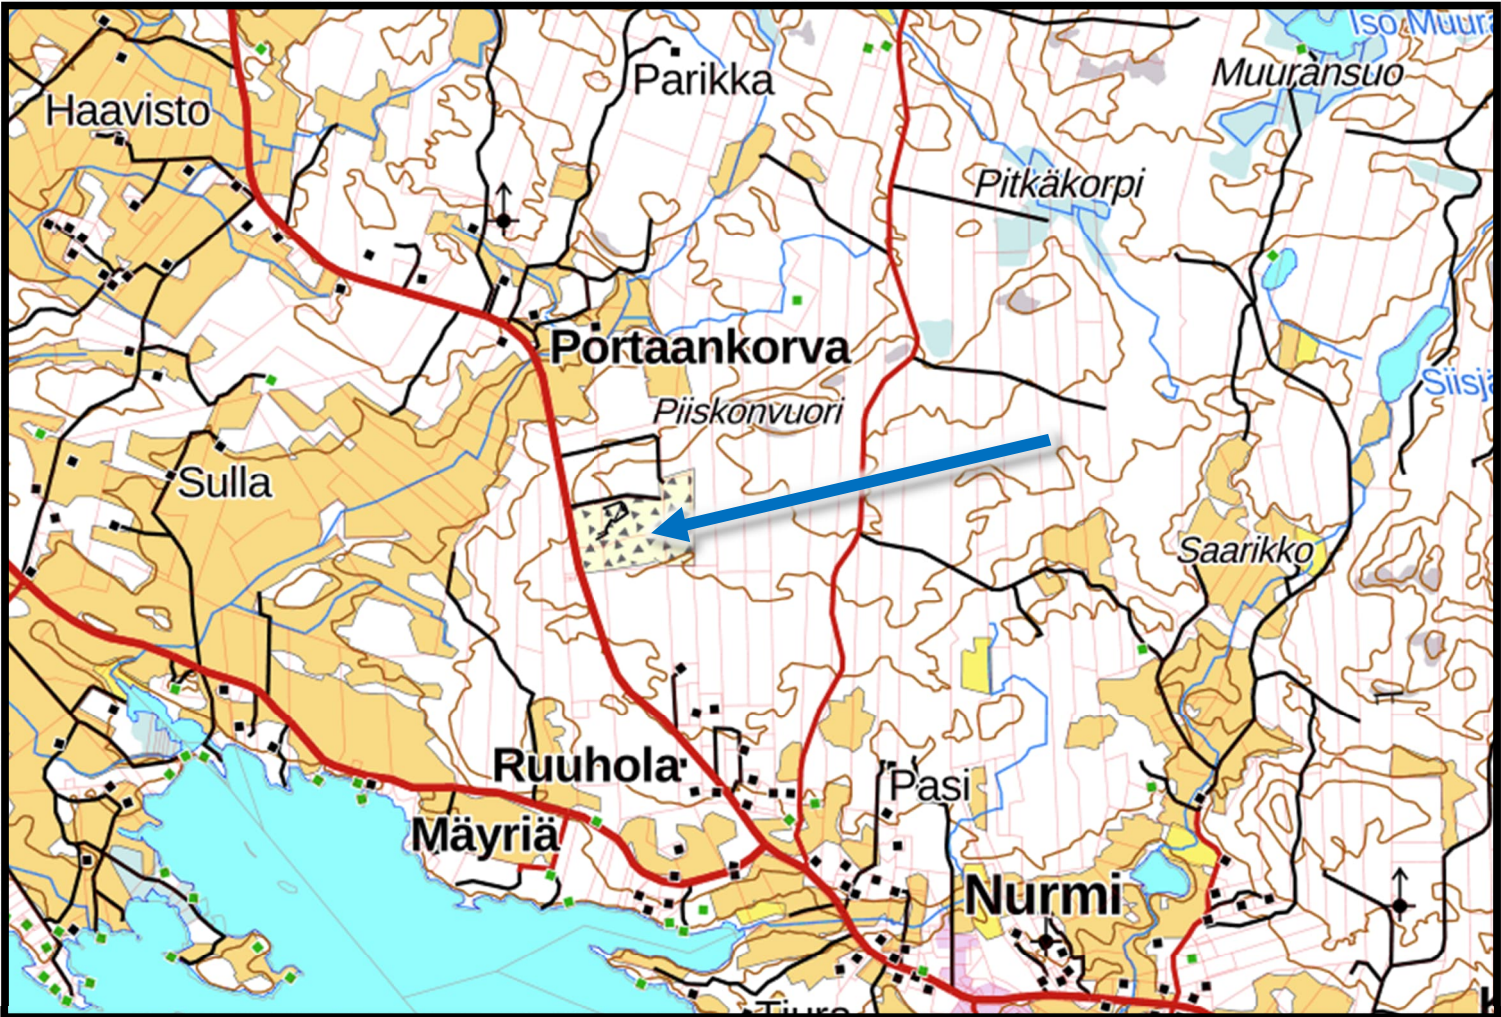 Iso Muura
Parikka
Muuransuo
Haavisto
Pitkäkorpi
Portaankorva
Siisjä
Piiskonvuori
Sulla
Saarikko
Ruuhola
Pasi
Mäyriä
Nurmi